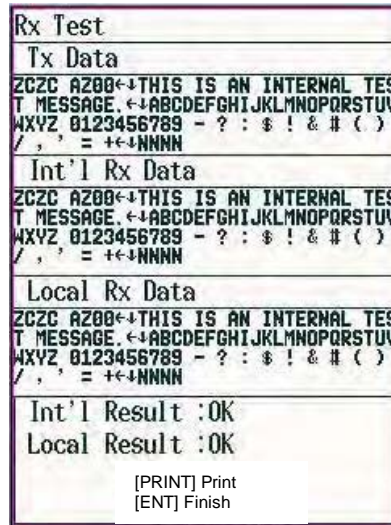 Rx Test
Tx Data
ZCZC AZ00←↓THIS IS AN INTERNAL TES
T MESSAGE.←↓ABCDEFGHIJKLMNOPQRSTUV
WXYZ 0123456789 - ? : $ ! & # ( )
/ , ' = +←↓NNNN
Int'l Rx Data
ZCZC AZ00←↓THIS IS AN INTERNAL TES
T MESSAGE.←↓ABCDEFGHIJKLMNOPQRSTUV
WXYZ 0123456789 - ? : $ ! & # ( )
/ , ' = +←↓NNNN
Local Rx Data
ZCZC AZ00←↓THIS IS AN INTERNAL TES
T MESSAGE.←↓ABCDEFGHIJKLMNOPQRSTUV
WXYZ 0123456789 - ? : $ ! & # ( )
/ , ' = +←↓NNNN
Int'l Result :OK
Local Result :OK
[PRINT] Print
[ENT] Finish